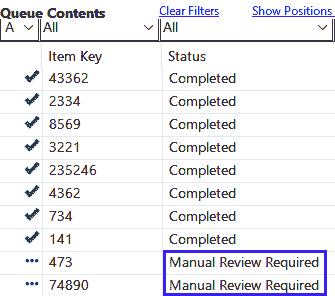 Queue Contents Clear Filters Show Positions
A All All
Item Key Status
43362 Completed
2334 Completed
8569 Completed
3221 Completed
235246 Completed
4362 Completed
734 Completed
141 Completed
473 Manual Review Required
74890 Manual Review Required